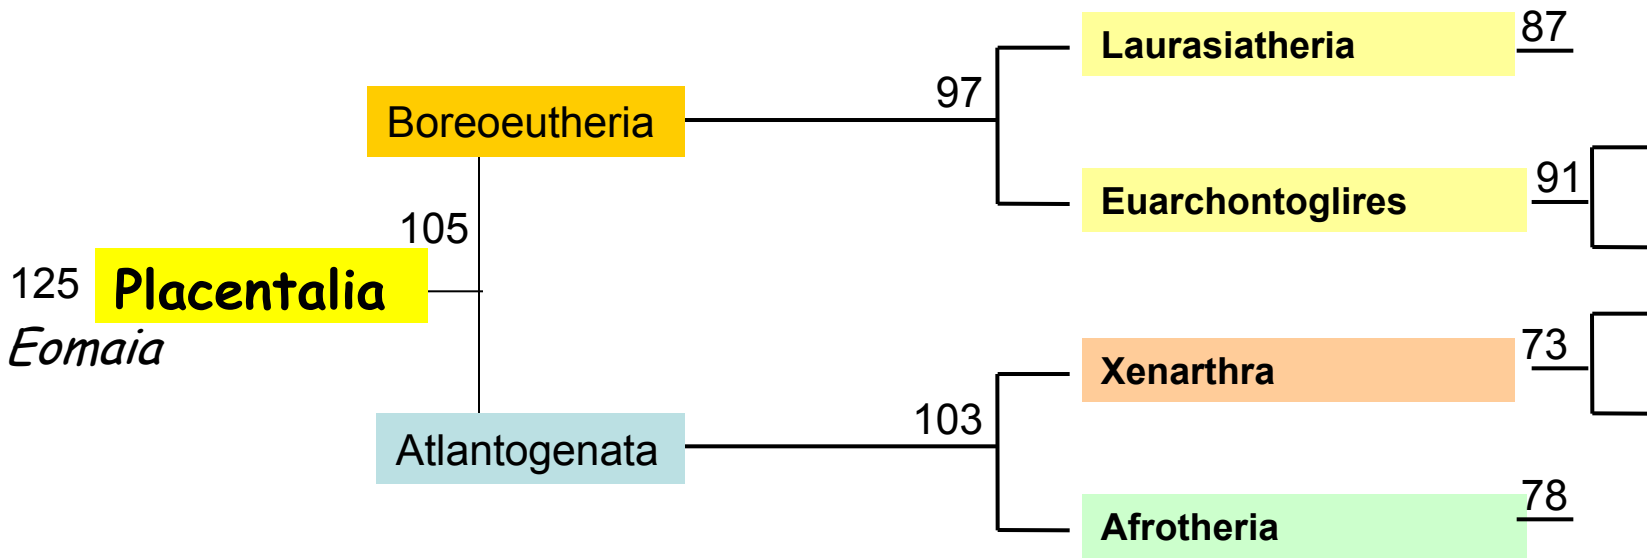 Laurasiatheria 87
97
Boreoeutheria
Euarchontoglires 91
105
125 Placentalia
Eomaia
Xenarthra 73
103
Atlantogenata
Afrotheria 78